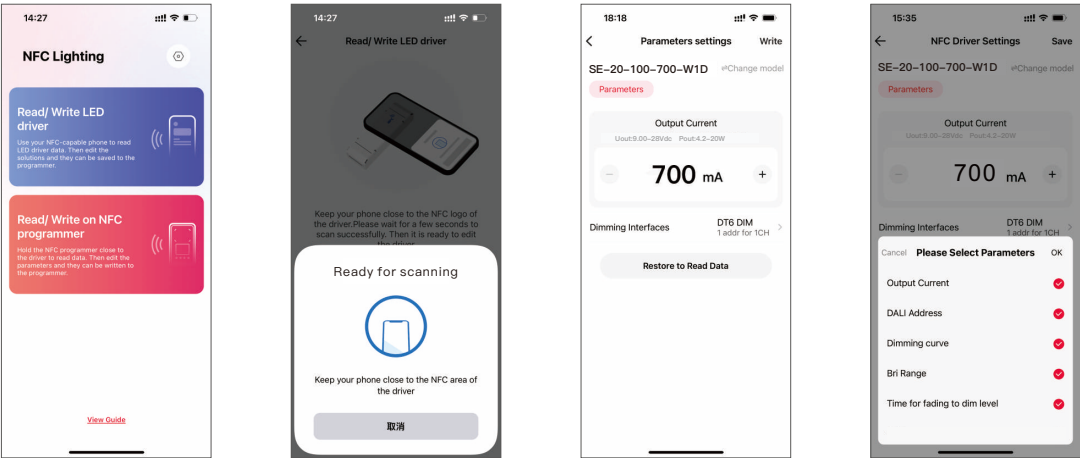 14:27
NFC Lighting
Read/ Write LED
driver
Use your NFC-capable phone to read
LED driver data. Then edit the
solutions and they can be saved to the
programmer.
Read/ Write on NFC
programmer
Hold the NFC programmer close to
the driver to read data. Then edit the
parameters and they can be written to
the programmer.
View Guide
14:27
Read/ Write LED driver
Keep your phone close to the NFC logo of
the driver.Please wait for a few seconds to
scan successfully. Then it is ready to edit
the driver
Ready for scanning
Keep your phone close to the NFC area of
the driver
取消
18:18
Parameters settings Write
SE-20-100-700-W1D ⇌Change model
Parameters
Output Current
Uout:9.00-28Vdc Pout:4.2-20W
− 700 mA +
Dimming Interfaces DT6 DIM
1 addr for 1CH
Restore to Read Data
15:35
NFC Driver Settings Save
SE-20-100-700-W1D ⇌Change model
Parameters
Output Current
Uout:9.00-28Vdc Pout:4.2-20W
− 700 mA +
Dimming Interfaces DT6 DIM
1 addr for 1CH
Cancel Please Select Parameters OK
Output Current
DALI Address
Dimming curve
Bri Range
Time for fading to dim level